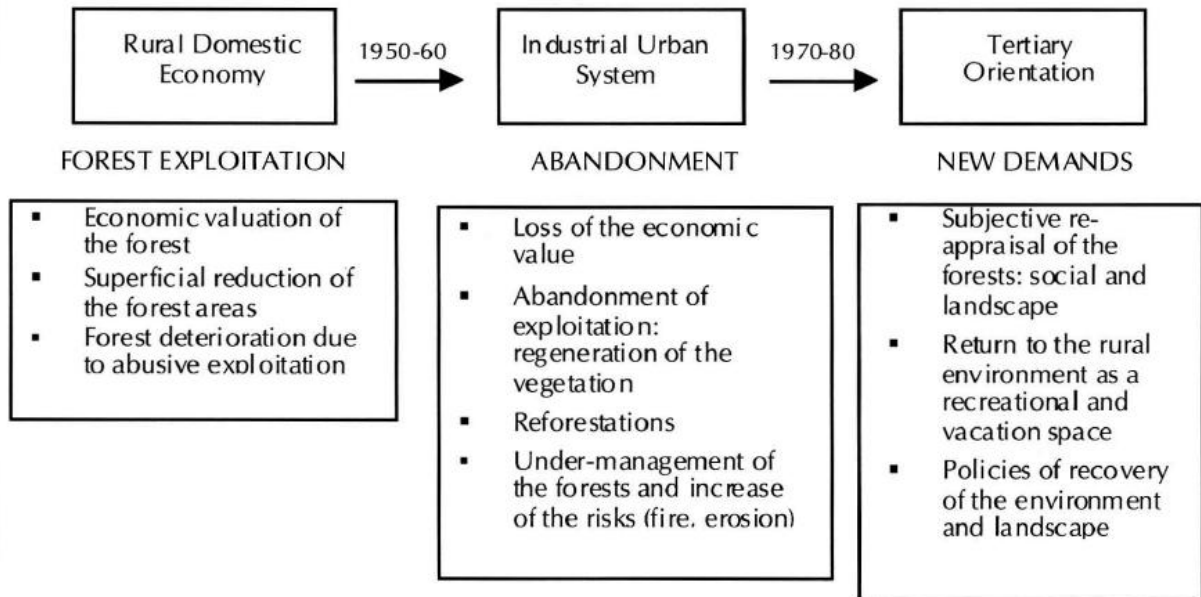 Rural Domestic
Economy
1950-60
Industrial Urban
System
1970-80
Tertiary
Orientation
FOREST EXPLOITATION
ABANDONMENT
NEW DEMANDS
▪ Economic valuation of
the forest
▪ Superficial reduction of
the forest areas
▪ Forest deterioration due
to abusive exploitation
▪ Loss of the economic
value
▪ Abandonment of
exploitation:
regeneration of the
vegetation
▪ Reforestations
▪ Under-management of
the forests and increase
of the risks (fire, erosion)
▪ Subjective re-
appraisal of the
forests: social and
landscape
▪ Return to the rural
environment as a
recreational and
vacation space
▪ Policies of recovery
of the environment
and landscape